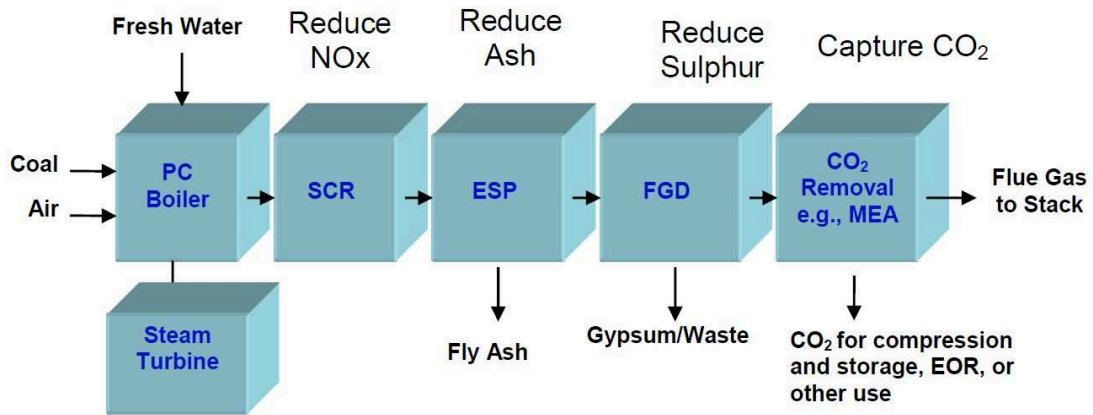 Fresh Water
Reduce
NOx
Reduce
Ash
Reduce
Sulphur
Capture CO₂
Coal
Air
PC
Boiler
SCR
ESP
FGD
CO₂
Removal
e.g., MEA
Flue Gas
to Stack
Steam
Turbine
Fly Ash
Gypsum/Waste
CO₂ for compression
and storage, EOR, or
other use